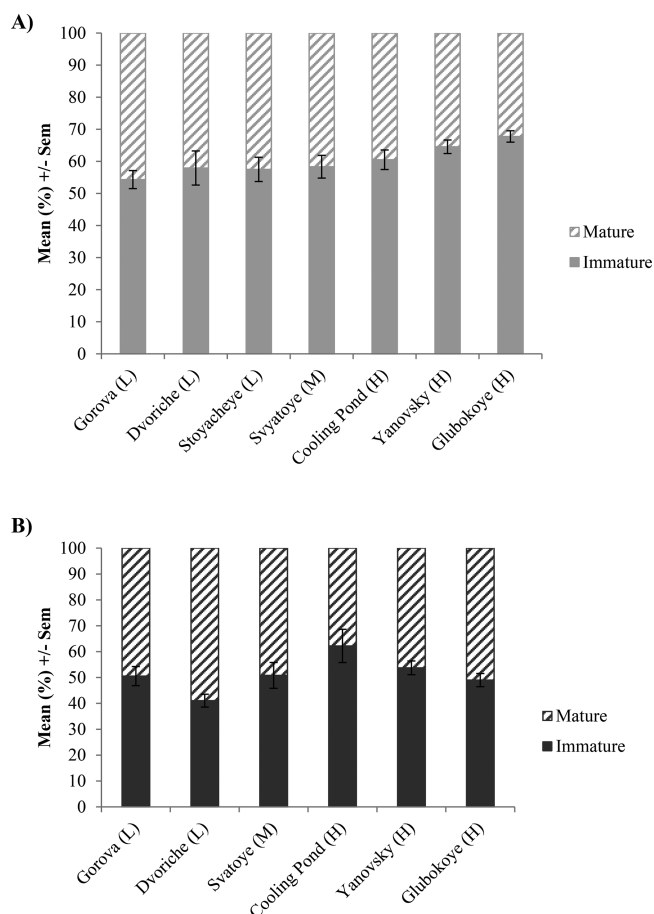 A)
Mean (%) +/- Sem
100
90
80
70
60
50
40
30
20
10
0
Gorova (L)
Dvoriche (L)
Stoyacheye (L)
Svyatoye (M)
Cooling Pond (H)
Yanovsky (H)
Glubokoye (H)
Mature
Immature
B)
Mean (%) +/- Sem
100
90
80
70
60
50
40
30
20
10
0
Gorova (L)
Dvoriche (L)
Svatoye (M)
Cooling Pond (H)
Yanovsky (H)
Glubokoye (H)
Mature
Immature